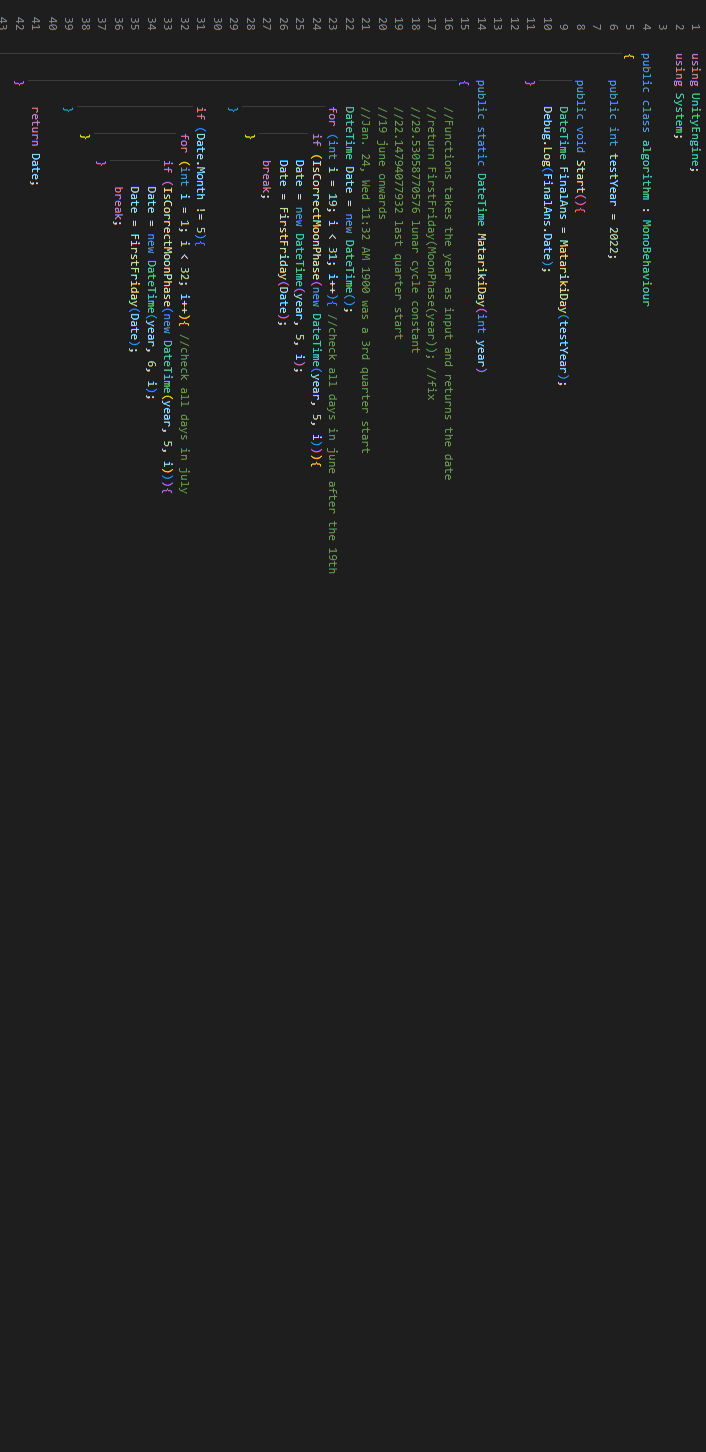 1 using UnityEngine;
2 using System;
3
4 public class algorithm : MonoBehaviour
5 {
6 public int testYear = 2022;
7
8 public void Start(){
9 DateTime FinalAns = MatarikiDay(testYear);
10 Debug.Log(FinalAns.Date);
11 }
12
13
14 public static DateTime MatarikiDay(int year)
15 {
16 //Functions takes the year as input and returns the date
17 //return FirstFriday(MoonPhase(year)); //fix
18 //29.53058770576 lunar cycle constant
19 //22.14794077932 last quarter start
20 //19 june onwards
21 //Jan. 24, Wed 11:32 AM 1900 was a 3rd quarter start
22 DateTime Date = new DateTime();
23 for (int i = 19; i < 31; i++){ //check all days in june after the 19th
24 if (IsCorrectMoonPhase(new DateTime(year, 5, i))){
25 Date = new DateTime(year, 5, i);
26 Date = FirstFriday(Date);
27 break;
28 }
29 }
30
31 if (Date.Month != 5){
32 for (int i = 1; i < 32; i++){ //check all days in july
33 if (IsCorrectMoonPhase(new DateTime(year, 5, i))){
34 Date = new DateTime(year, 6, i);
35 Date = FirstFriday(Date);
36 break;
37 }
38 }
39 }
40
41 return Date;
42 }
43